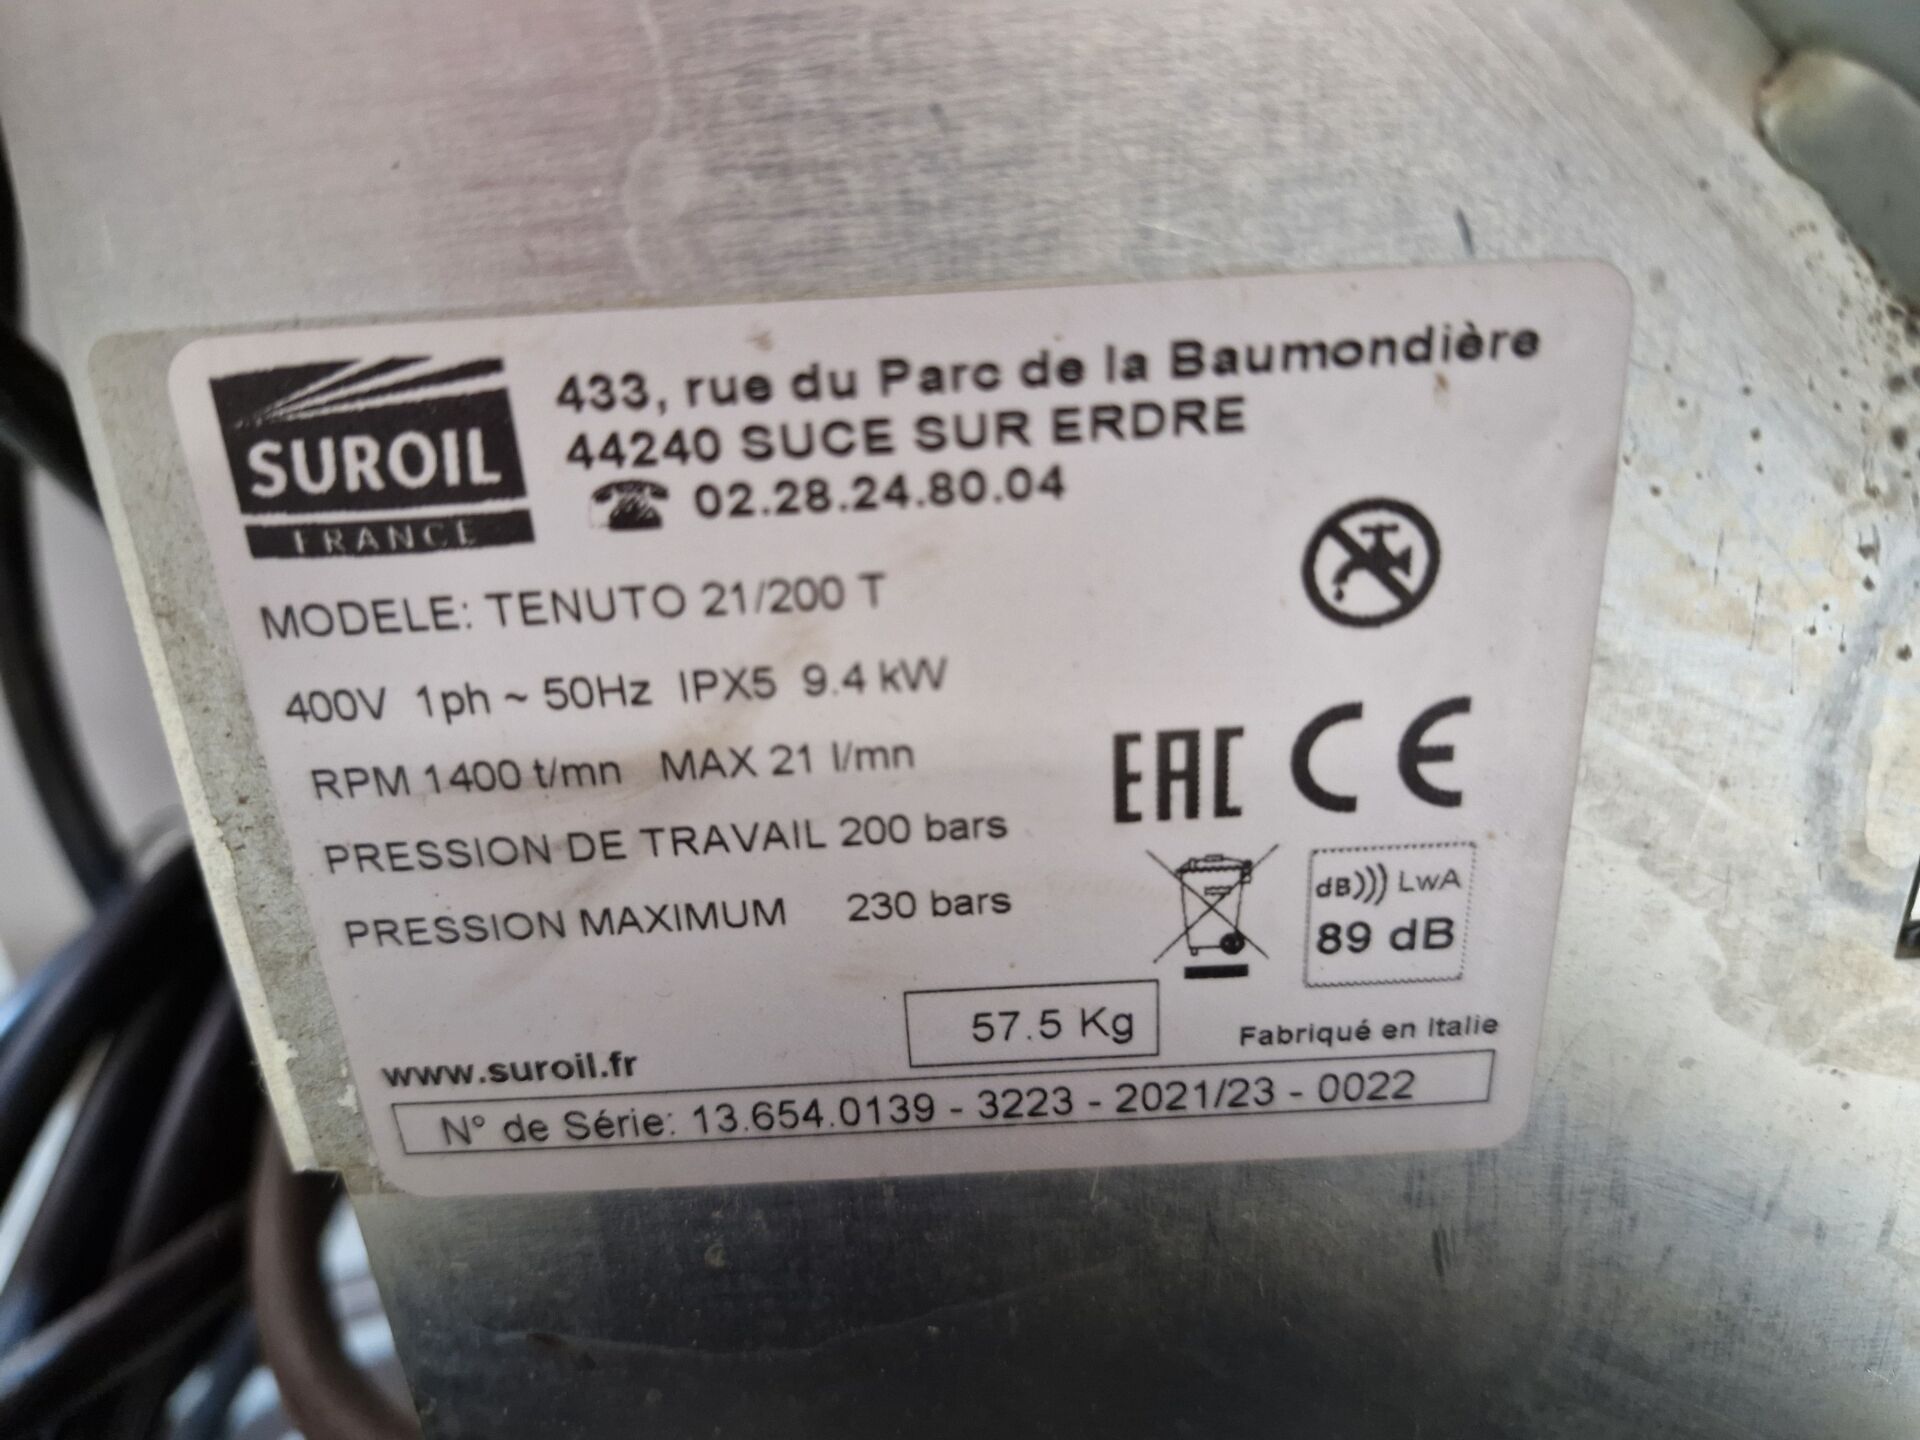 SUROIL
FRANCE
433, rue du Parc de la Baumondière
44240 SUCE SUR ERDRE
02.28.24.80.04
MODELE: TENUTO 21/200 T
400V 1ph ~ 50Hz IPX5 9.4 kW
RPM 1400 t/mn MAX 21 l/mn
PRESSION DE TRAVAIL 200 bars
PRESSION MAXIMUM 230 bars
EAC CE
dB))) LwA
89 dB
57.5 Kg
Fabriqué en Italie
www.suroil.fr
N° de Série: 13.654.0139 - 3223 - 2021/23 - 0022